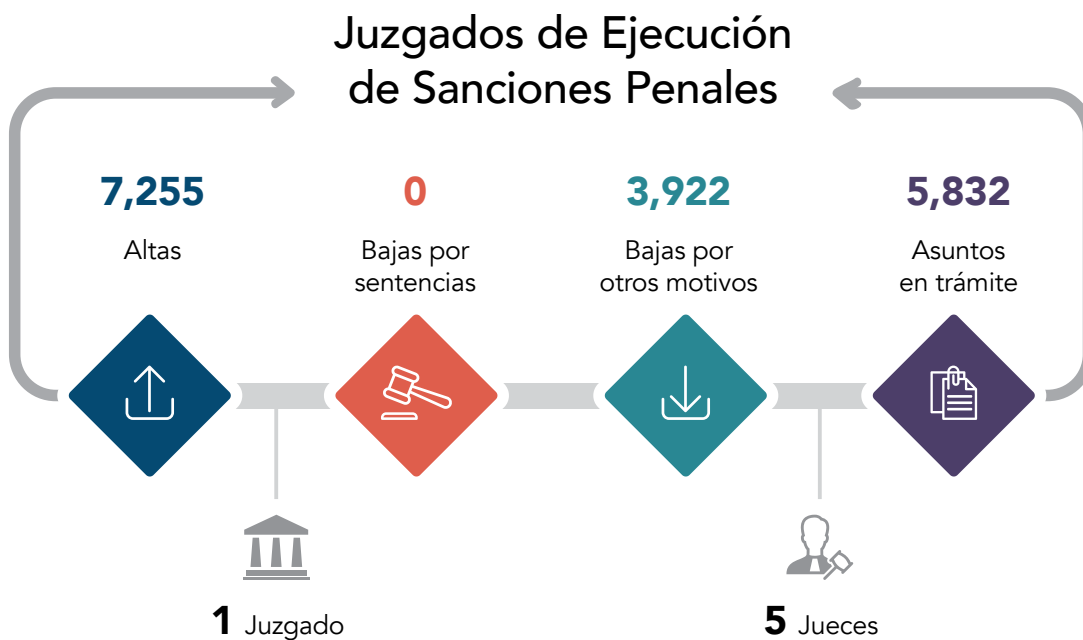 Juzgados de Ejecución
de Sanciones Penales
7,255
Altas
0
Bajas por
sentencias
3,922
Bajas por
otros motivos
5,832
Asuntos
en trámite
1 Juzgado
5 Jueces